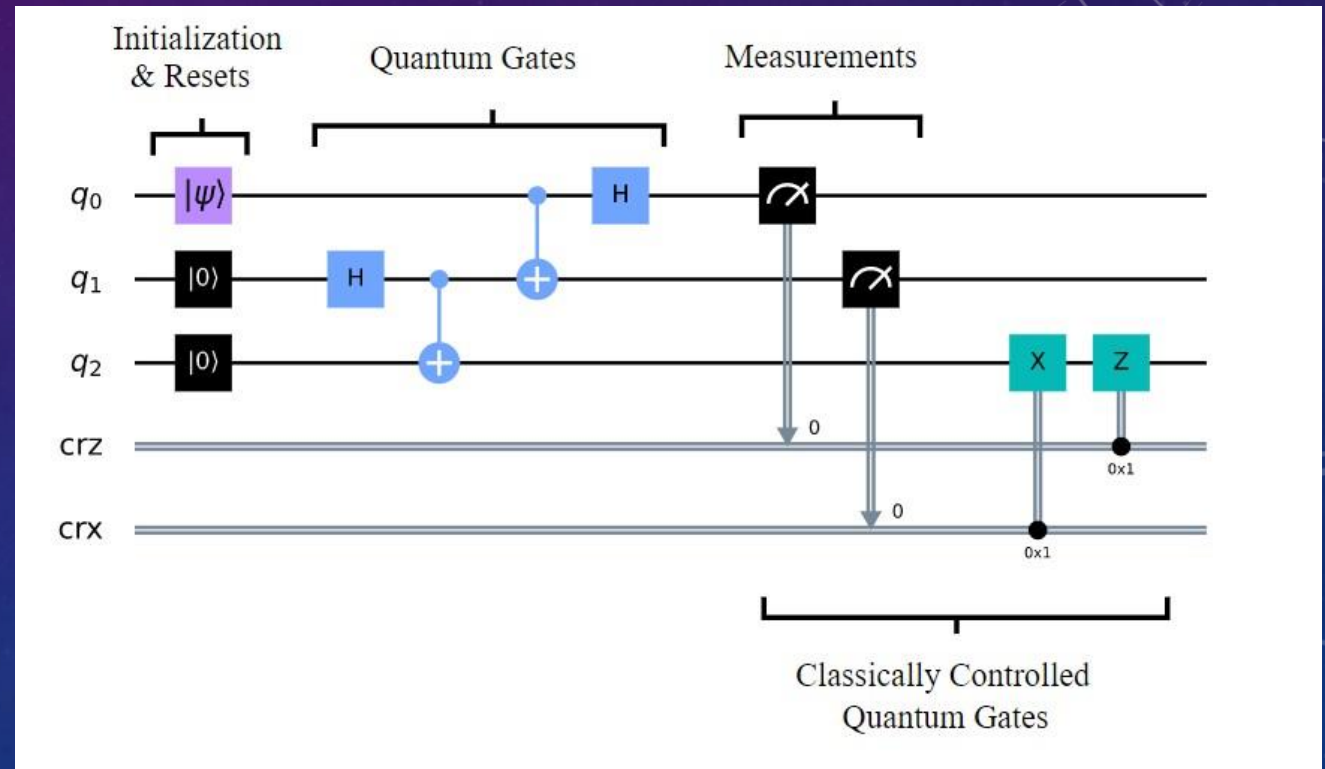 Initialization
& Resets
Quantum Gates
Measurements
q₀ |ψ⟩ H
q₁ |0⟩ H
q₂ |0⟩ X Z
crz 0 0x1
crx 0 0x1
Classically Controlled
Quantum Gates